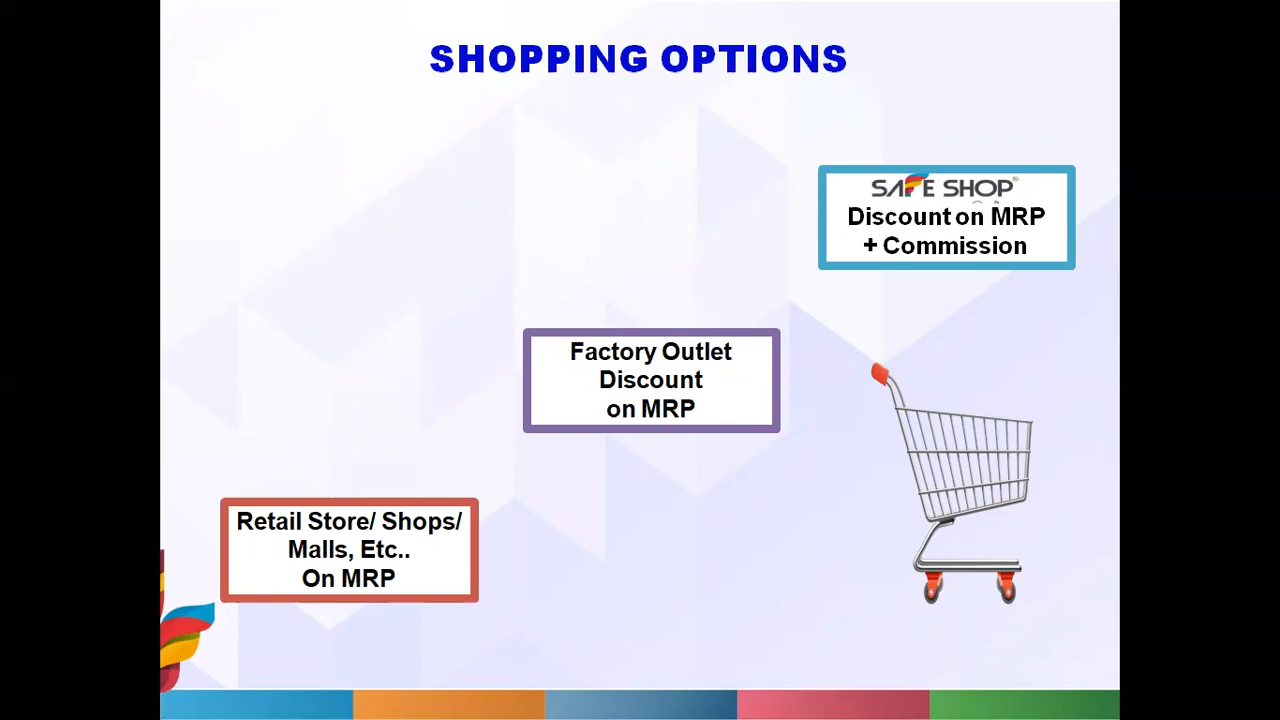 SHOPPING OPTIONS
SAFE SHOP®
Discount on MRP
+ Commission
Factory Outlet
Discount
on MRP
Retail Store/ Shops/
Malls, Etc..
On MRP